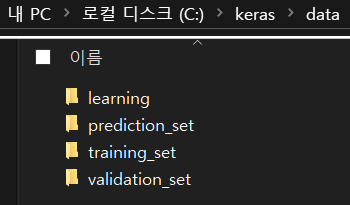 내 PC > 로컬 디스크 (C:) > keras > data
이름
learning
prediction_set
training_set
validation_set